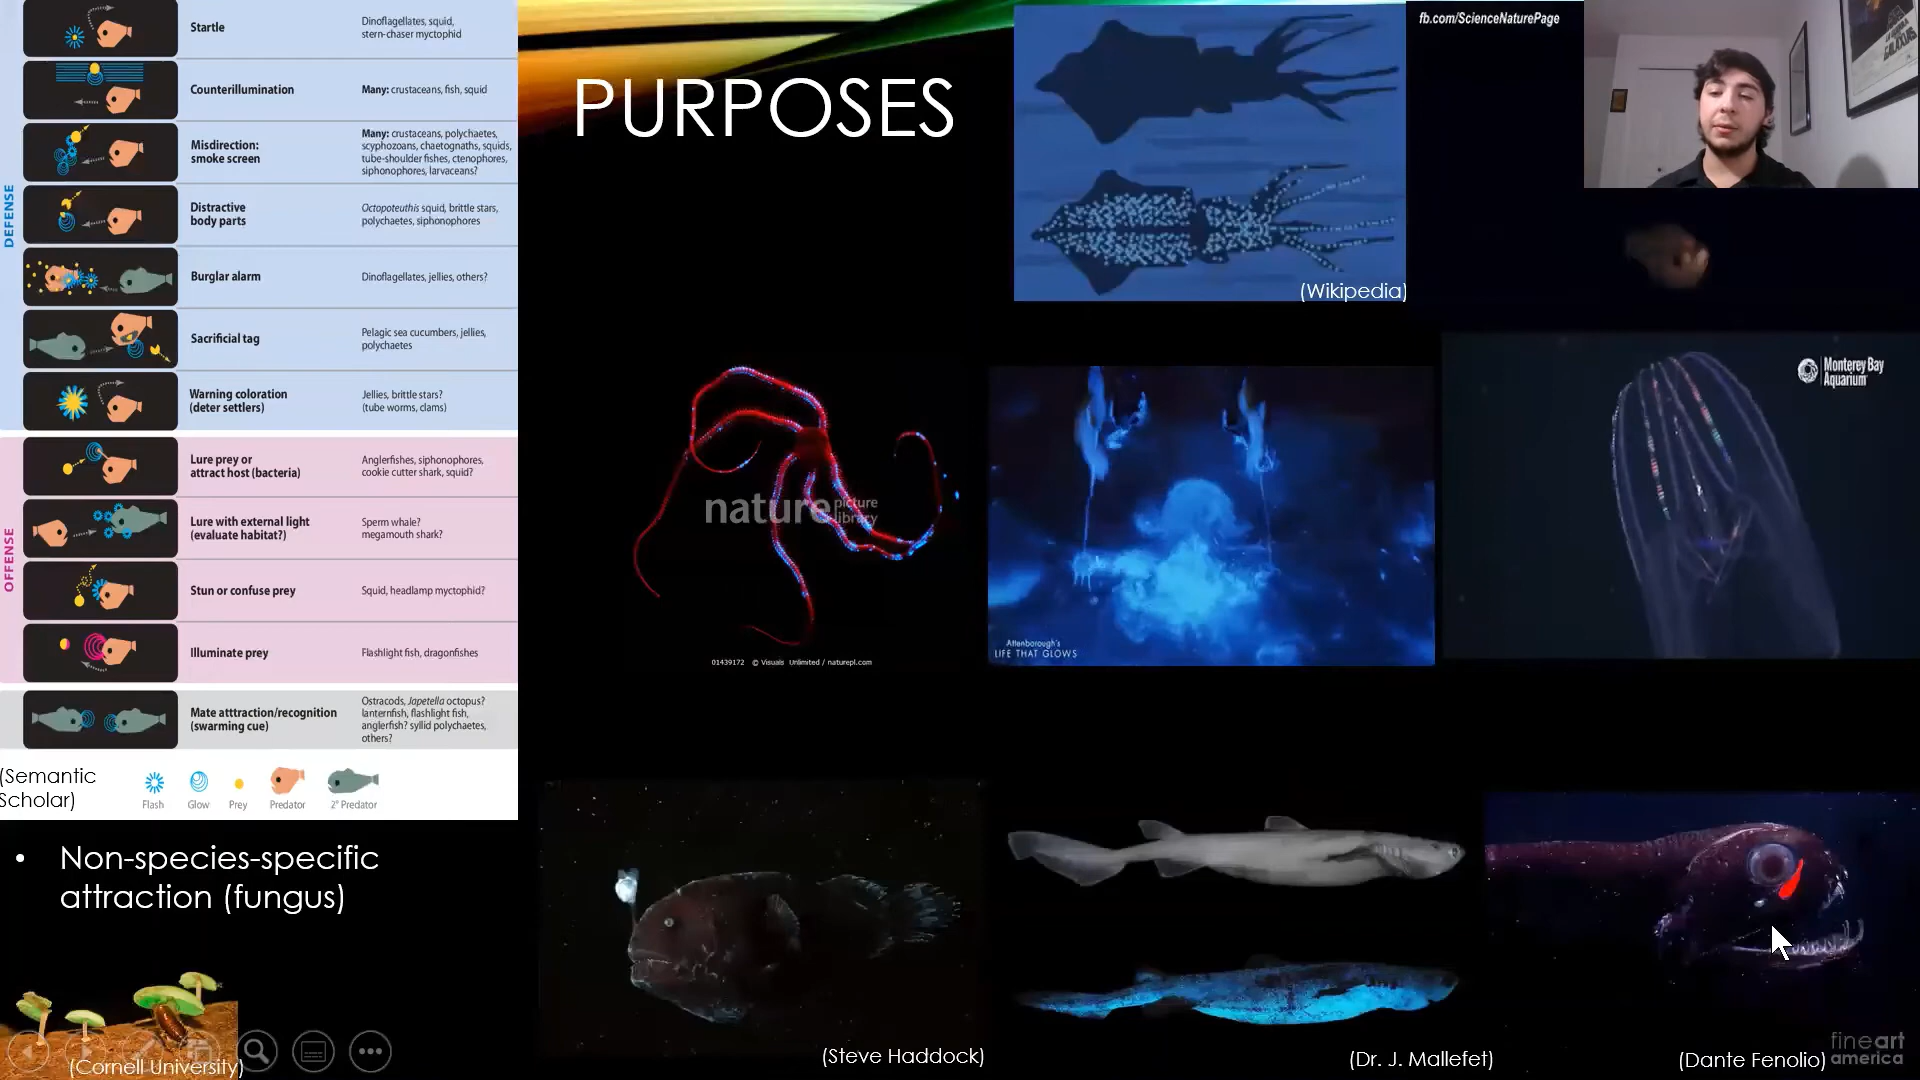 PURPOSES
DEFENSE
Startle
Dinoflagellates, squid,
stern-chaser myctophid
Counterillumination
Many: crustaceans, fish, squid
Misdirection:
smoke screen
Many: crustaceans, polychaetes,
scyphozoans, chaetognaths, squids,
tube-shoulder fishes, ctenophores,
siphonophores, larvaceans?
Distractive
body parts
Octopoteuthis squid, brittle stars,
polychaetes, siphonophores
Burglar alarm
Dinoflagellates, jellies, others?
Sacrificial tag
Pelagic sea cucumbers, jellies,
polychaetes
Warning coloration
(deter settlers)
Jellies, brittle stars?
(tube worms, clams)
OFFENSE
Lure prey or
attract host (bacteria)
Anglerfishes, siphonophores,
cookie cutter shark, squid?
Lure with external light
(evaluate habitat?)
Sperm whale?
megamouth shark?
Stun or confuse prey
Squid, headlamp myctophid?
Illuminate prey
Flashlight fish, dragonfishes
Mate atttraction/recognition
(swarming cue)
Ostracods, Japetella octopus?
lanternfish, flashlight fish,
anglerfish? syllid polychaetes,
others?
(Semantic
Scholar)
Flash
Glow
Prey
Predator
2° Predator
• Non-species-specific
attraction (fungus)
(Cornell University)
(Wikipedia)
fb.com/ScienceNaturePage
nature picture
library
01439172 © Visuals Unlimited / naturepl.com
Attenborough's
LIFE THAT GLOWS
Monterey Bay
Aquarium
(Steve Haddock)
(Dr. J. Mallefet)
(Dante Fenolio)
fineart
america